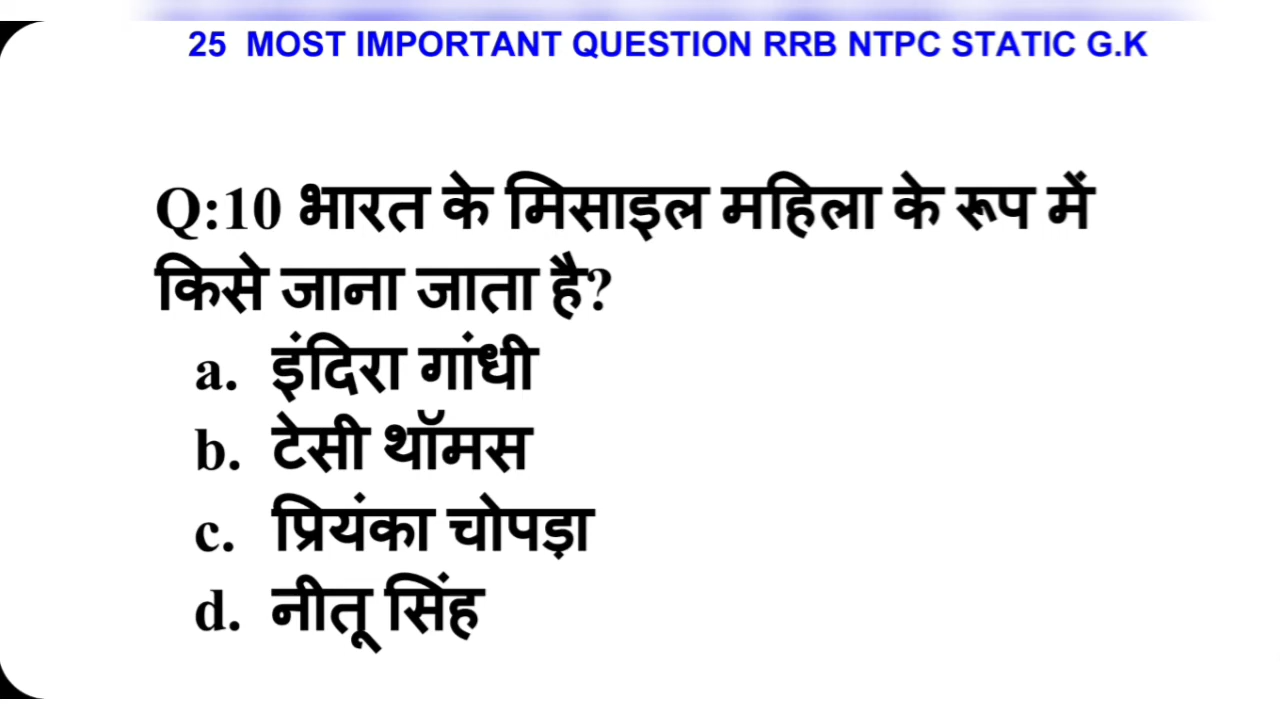 25 MOST IMPORTANT QUESTION RRB NTPC STATIC G.K
Q:10 भारत के मिसाइल महिला के रूप में
किसे जाना जाता है?
a. इंदिरा गांधी
b. टेसी थॉमस
c. प्रियंका चोपड़ा
d. नीतू सिंह